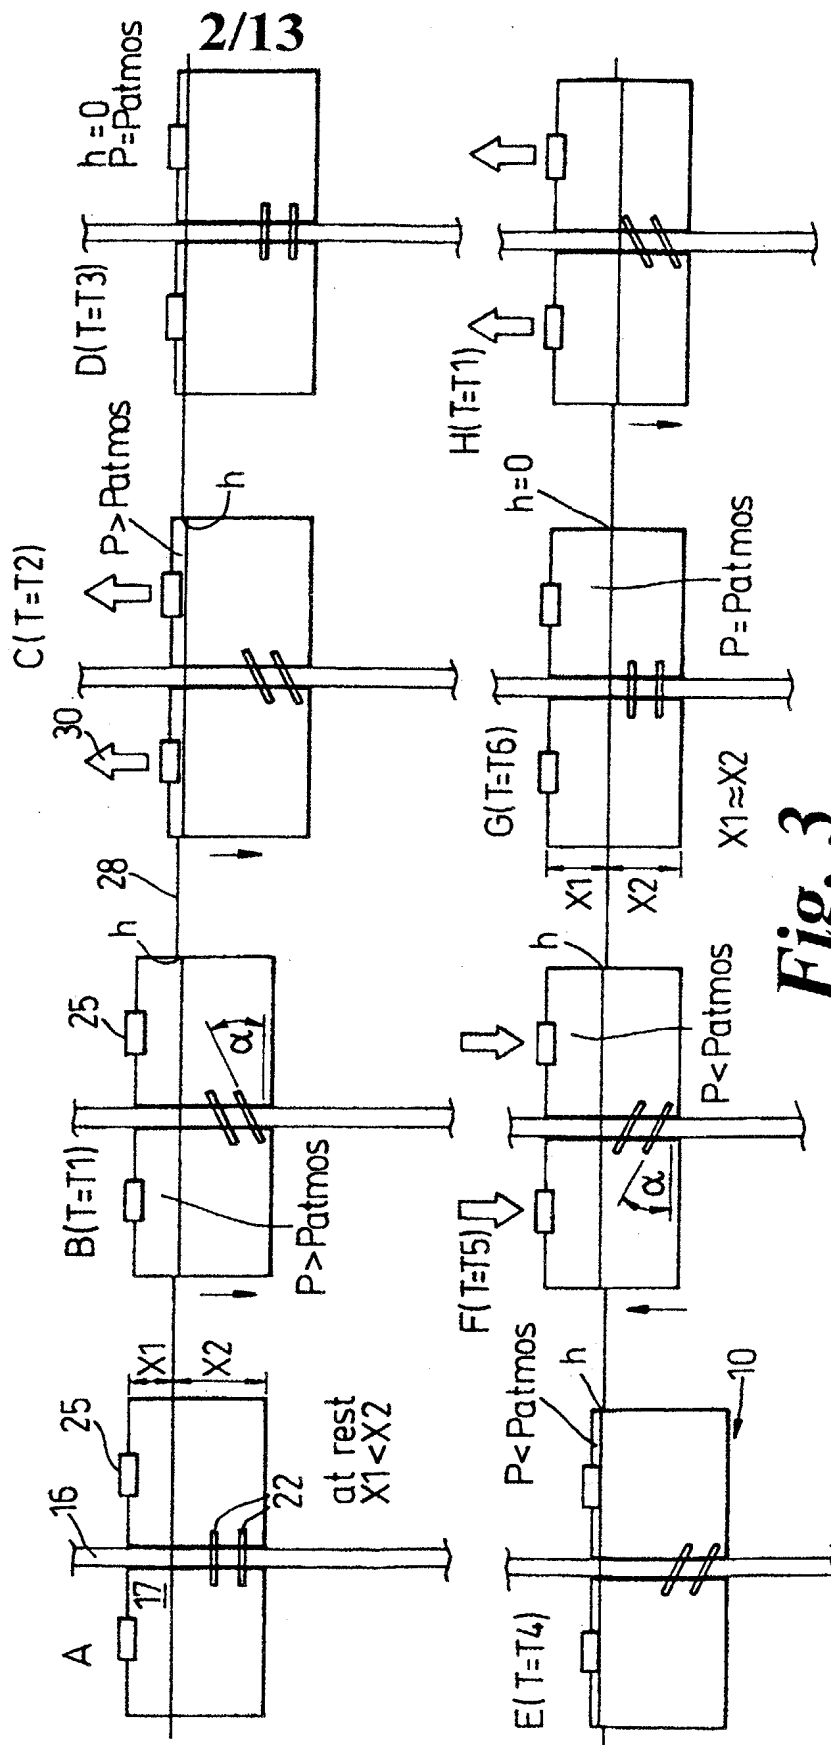 2/13
A
17
16
25
X1
X2
22
at rest
X1<X2
B(T=T1)
25
h
α
P>Patmos
28
C(T=T2)
30
P>Patmos
h
D(T=T3)
h=0
P=Patmos
E(T=T4)
P<Patmos
h
10
F(T=T5)
h
α
P<Patmos
G(T=T6)
h=0
X1
X2
P=Patmos
X1≈X2
H(T=T1)
Fig. 3